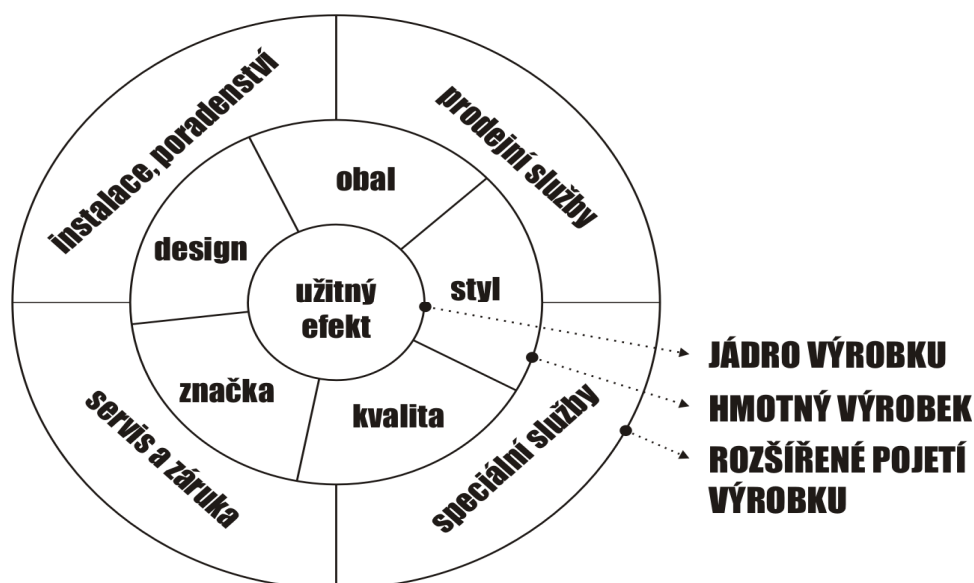 instalace, poradenství
prodejní služby
obal
design
styl
užitný
efekt
značka
kvalita
servis a záruka
speciální služby
JÁDRO VÝROBKU
HMOTNÝ VÝROBEK
ROZŠÍŘENÉ POJETÍ
VÝROBKU